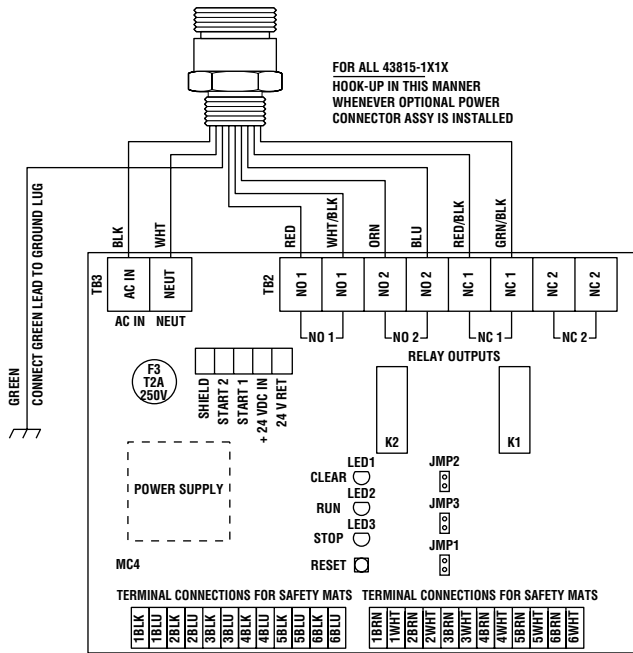 FOR ALL 43815-1X1X
HOOK-UP IN THIS MANNER
WHENEVER OPTIONAL POWER
CONNECTOR ASSY IS INSTALLED
GREEN
CONNECT GREEN LEAD TO GROUND LUG
BLK
WHT
RED
WHT/BLK
ORN
BLU
RED/BLK
GRN/BLK
TB3
AC IN
NEUT
TB2
NO 1
NO 1
NO 2
NO 2
NC 1
NC 1
NC 2
NC 2
AC IN
NEUT
NO 1
NO 2
NC 1
NC 2
RELAY OUTPUTS
F3
T2A
250V
SHIELD
START 2
START 1
+ 24 VDC IN
24 V RET
K2
K1
POWER SUPPLY
LED1
CLEAR
LED2
RUN
LED3
STOP
RESET
JMP2
JMP3
JMP1
MC4
TERMINAL CONNECTIONS FOR SAFETY MATS
1BLK
1BLU
2BLK
2BLU
3BLK
3BLU
4BLK
4BLU
5BLK
5BLU
6BLK
6BLU
TERMINAL CONNECTIONS FOR SAFETY MATS
1BRN
1WHT
2BRN
2WHT
3BRN
3WHT
4BRN
4WHT
5BRN
5WHT
6BRN
6WHT